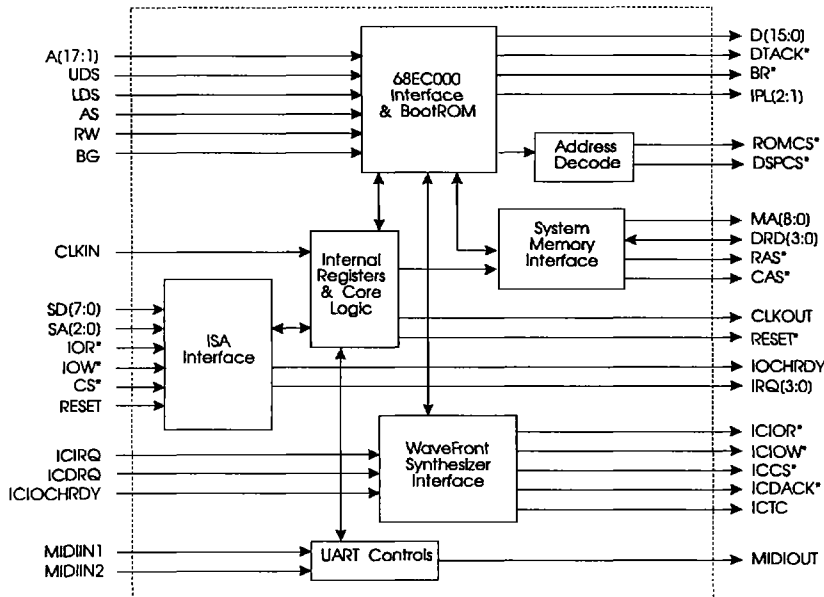 A(17:1)
UDS
LDS
AS
RW
BG
68EC000
Interface
& BootROM
D(15:0)
DTACK*
BR*
IPL(2:1)
Address
Decode
ROMCS*
DSPCS*
CLKIN
Internal
Registers
& Core
Logic
System
Memory
Interface
MA(8:0)
DRD(3:0)
RAS*
CAS*
SD(7:0)
SA(2:0)
IOR*
IOW*
CS*
RESET
ISA
Interface
CLKOUT
RESET*
IOCHRDY
IRQ(3:0)
ICIRQ
ICDRQ
ICIOCHRDY
WaveFront
Synthesizer
Interface
ICIOR*
ICIOW*
ICCS*
ICDACK*
ICTC
MIDIIN1
MIDIIN2
UART Controls
MIDIOUT